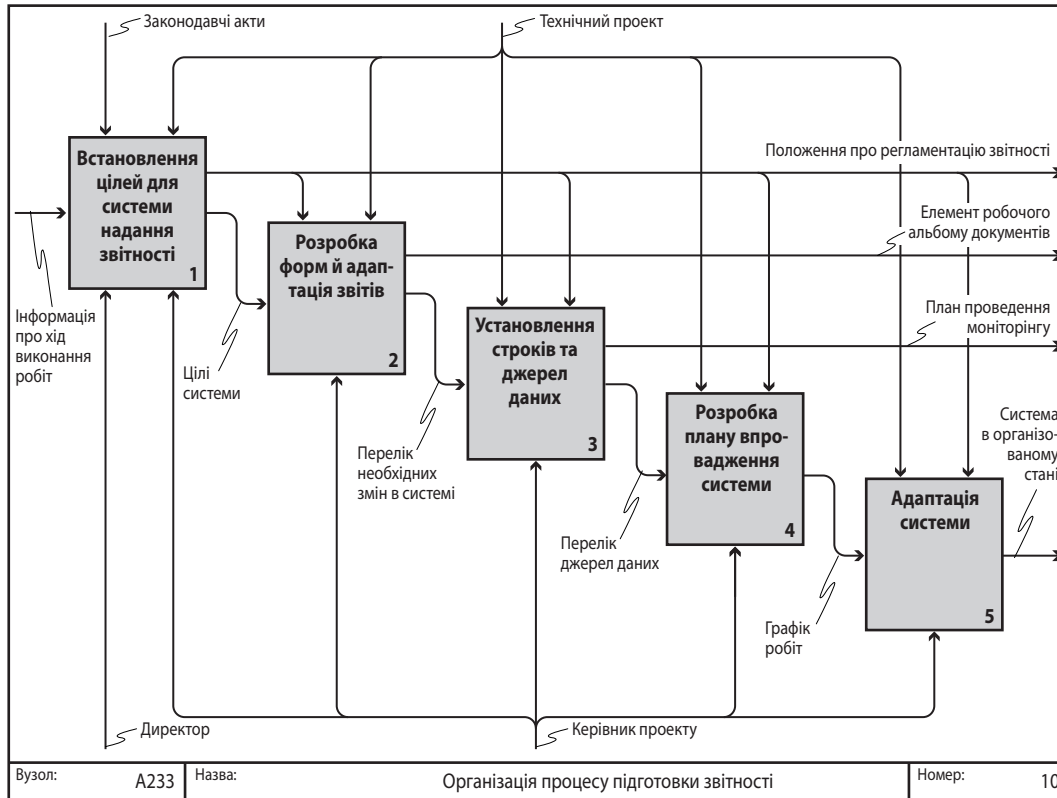 Законодавчі акти
Технічний проект
Встановлення
цілей для
системи
надання
звітності
1
Положення про регламентацію звітності
Елемент робочого
альбому документів
Розробка
форм й адап-
тація звітів
2
Інформація
про хід
виконання
робіт
Цілі
системи
План проведення
моніторингу
Установлення
строків та
джерел
даних
3
Перелік
необхідних
змін в системі
Розробка
плану впро-
вадження
системи
4
Система
в організо-
ваному
стані
Перелік
джерел даних
Адаптація
системи
5
Графік
робіт
Директор
Керівник проекту
Вузол:
А233
Назва:
Організація процесу підготовки звітності
Номер:
10